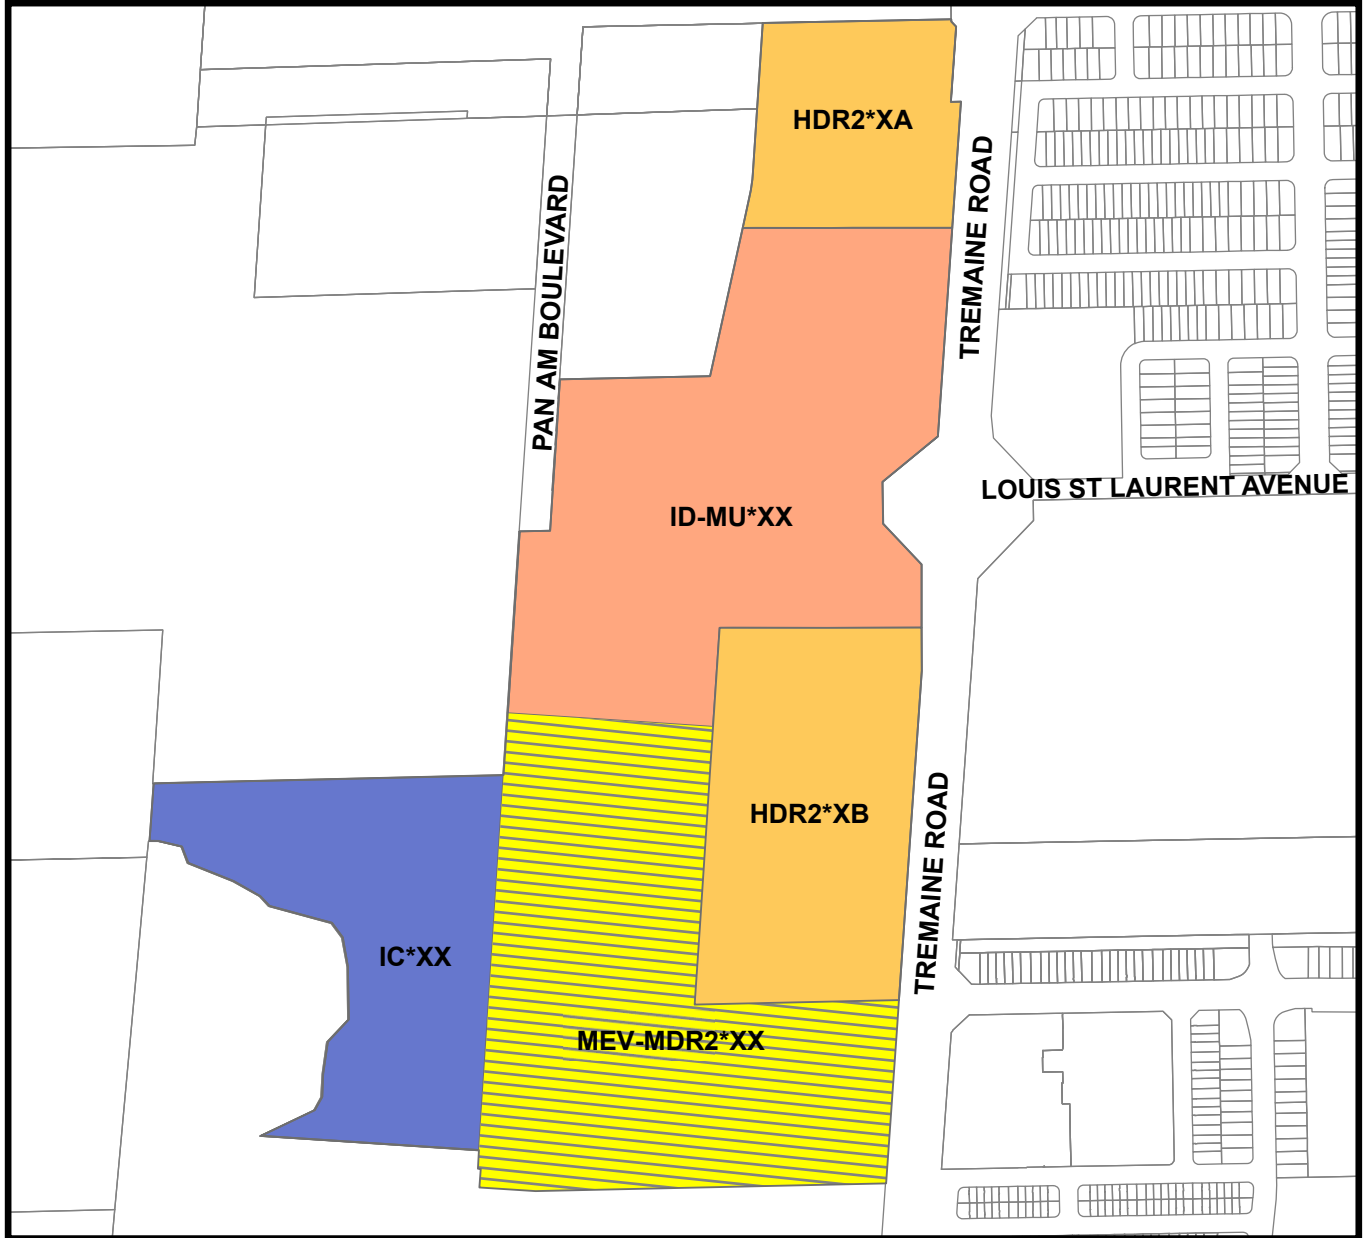 HDR2*XA
TREMAINE ROAD
PAN AM BOULEVARD
LOUIS ST LAURENT AVENUE
ID-MU*XX
HDR2*XB
TREMAINE ROAD
IC*XX
MEV-MDR2*XX